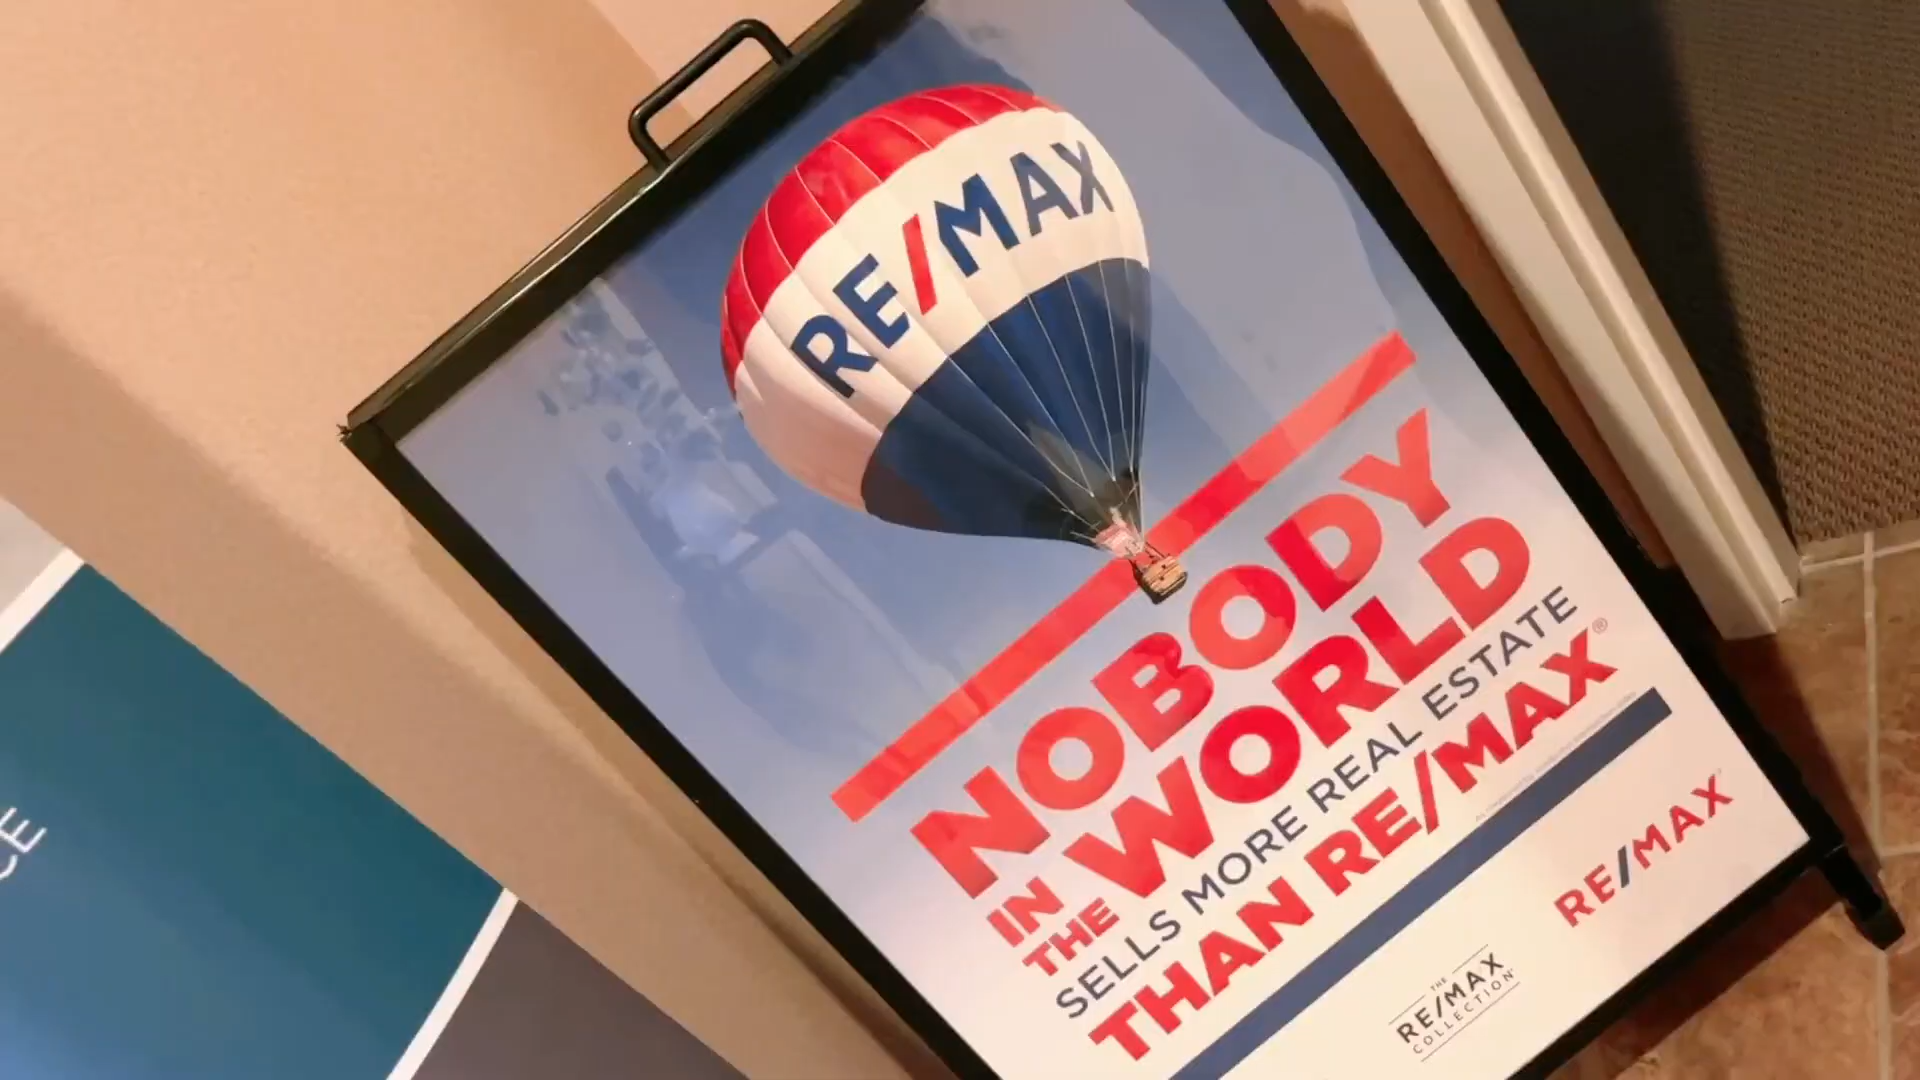 RE/MAX
NOBODY
IN THE WORLD
SELLS MORE REAL ESTATE
THAN RE/MAX®
RE/MAX
THE
RE/MAX
COLLECTION
CE